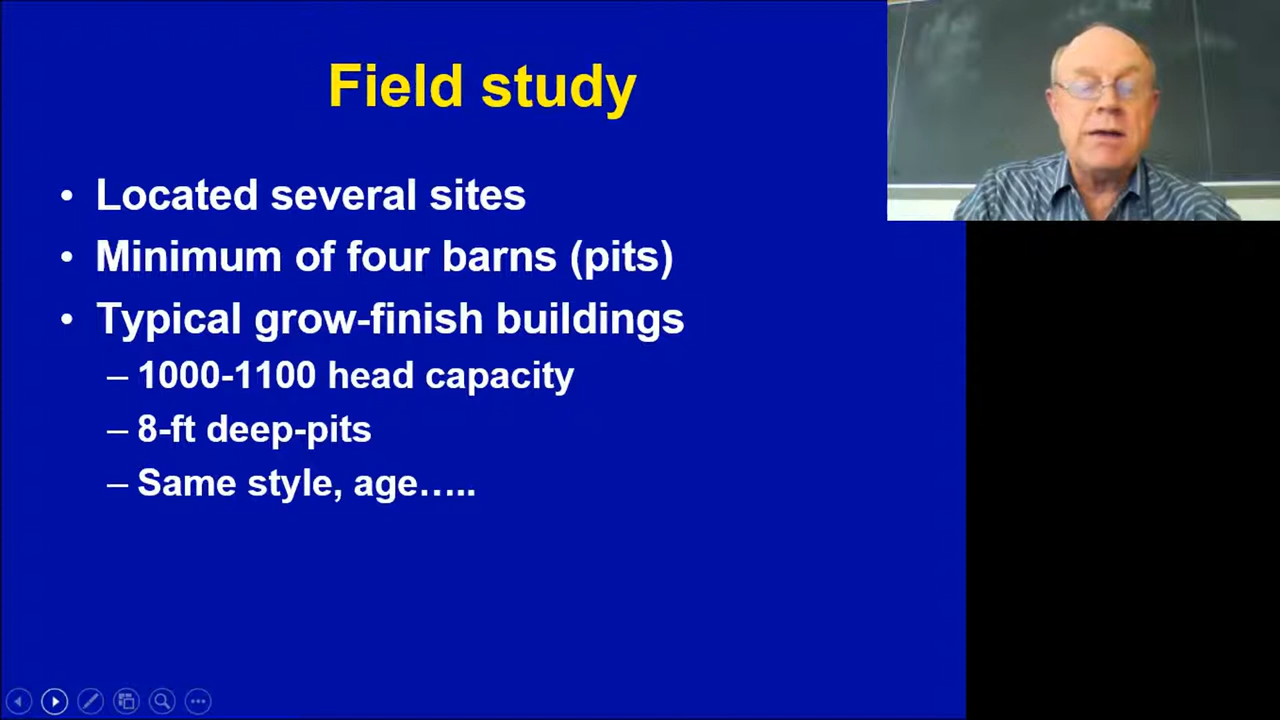 Field study
• Located several sites
• Minimum of four barns (pits)
• Typical grow-finish buildings
– 1000-1100 head capacity
– 8-ft deep-pits
– Same style, age…..